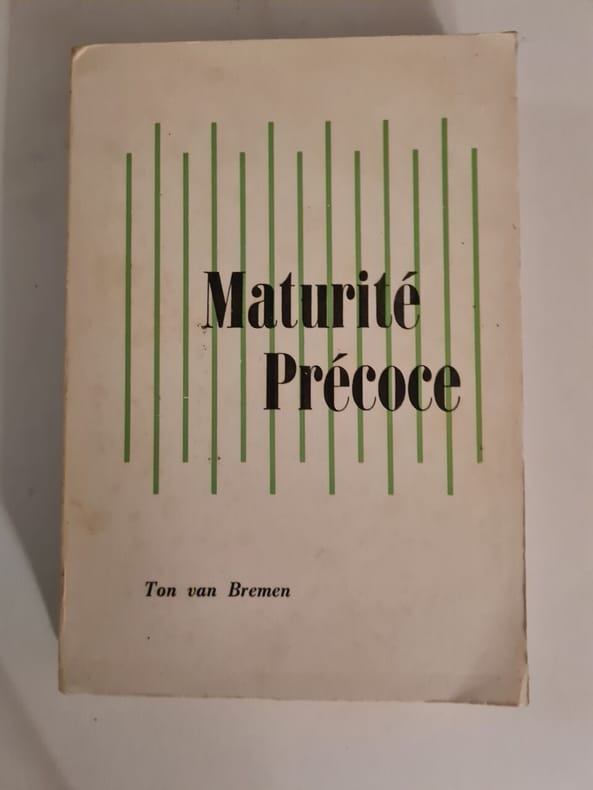 Maturité
Précoce
Ton van Bremen